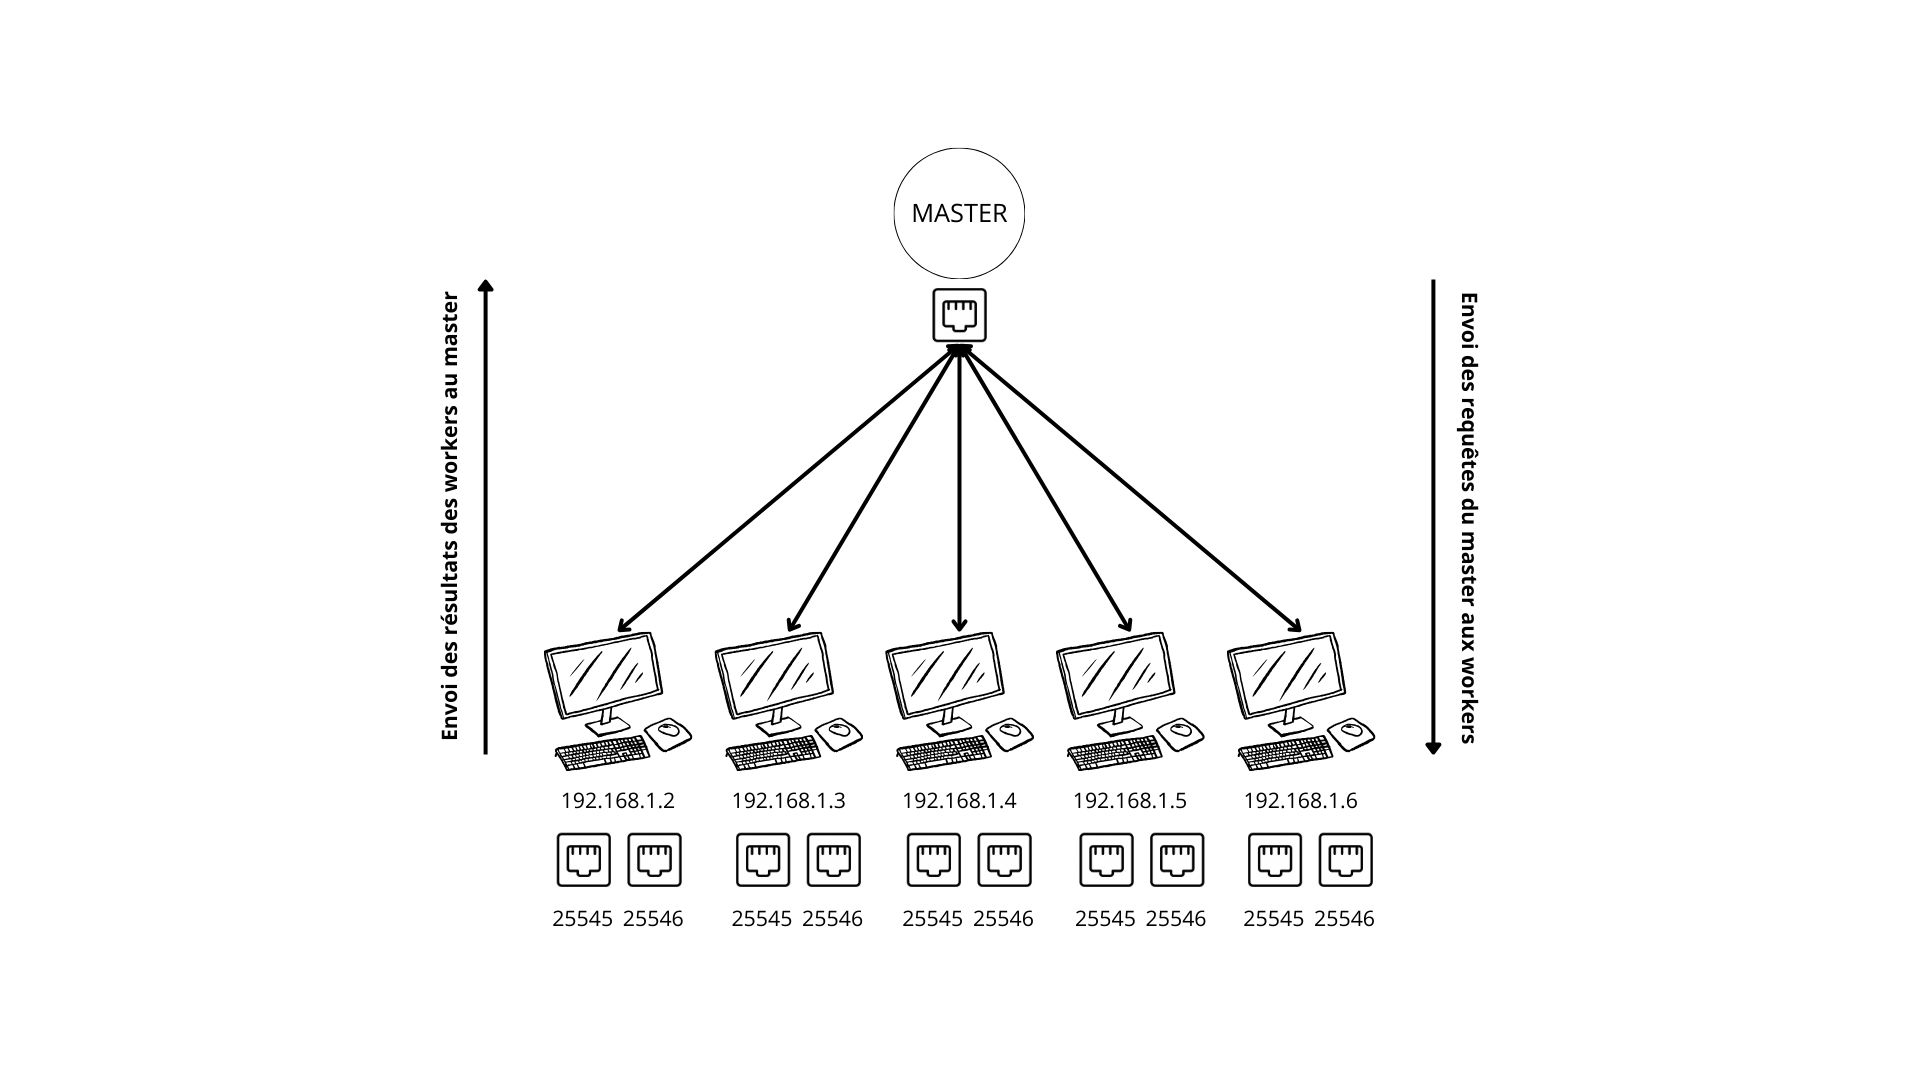 MASTER
Envoi des résultats des workers au master
Envoi des requêtes du master aux workers
192.168.1.2 192.168.1.3 192.168.1.4 192.168.1.5 192.168.1.6
25545 25546 25545 25546 25545 25546 25545 25546 25545 25546